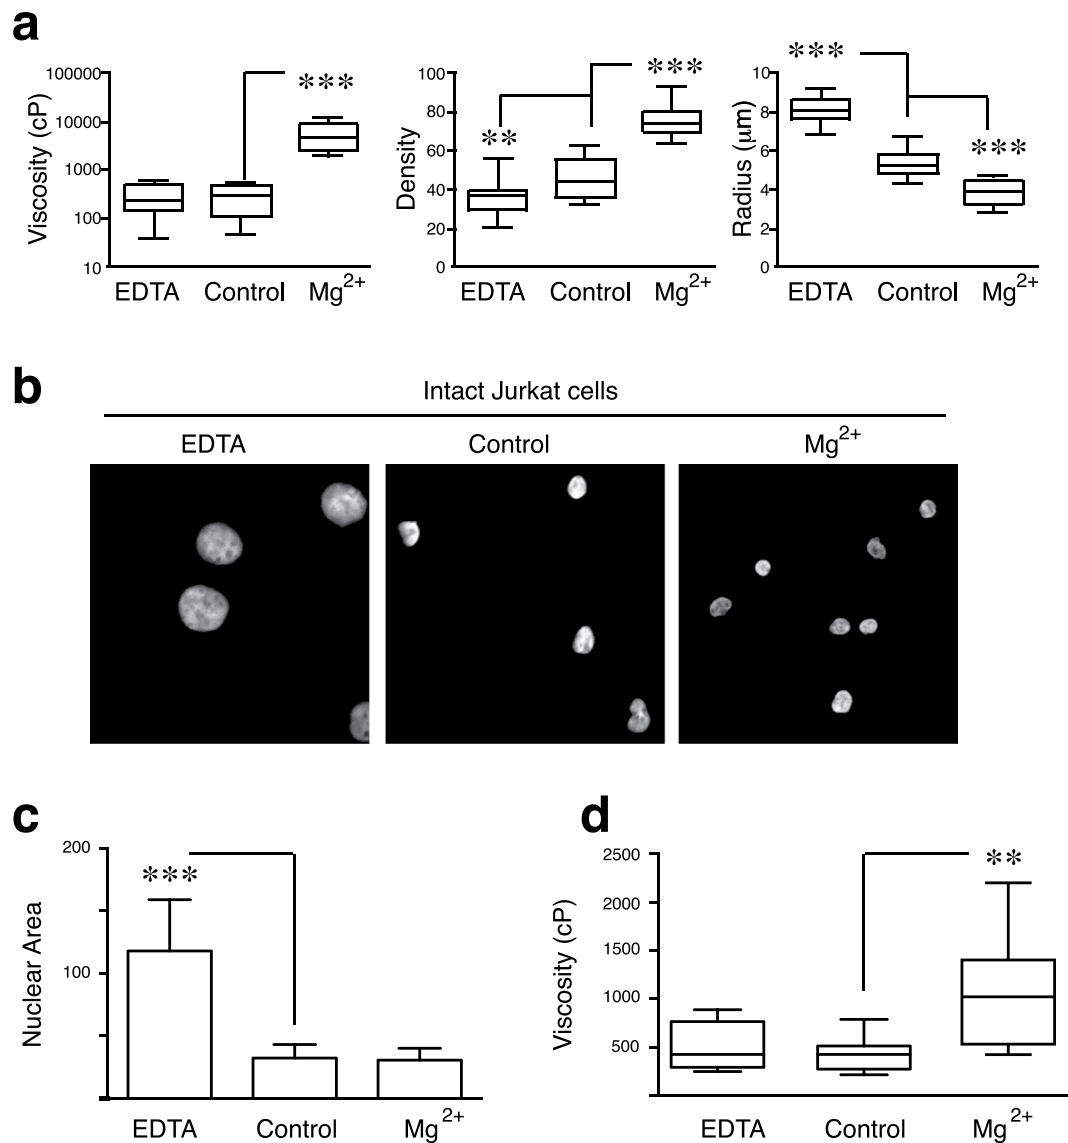 a
Viscosity (cP)
100000
10000
1000
100
10
***
EDTA Control Mg2+
Density
100
80
60
40
20
0
**
***
EDTA Control Mg2+
Radius (μm)
10
8
6
4
2
0
***
***
EDTA Control Mg2+
b
Intact Jurkat cells
EDTA Control Mg2+
c
Nuclear Area
200
100
***
EDTA Control Mg2+
d
Viscosity (cP)
2500
2000
1500
1000
500
**
EDTA Control Mg2+